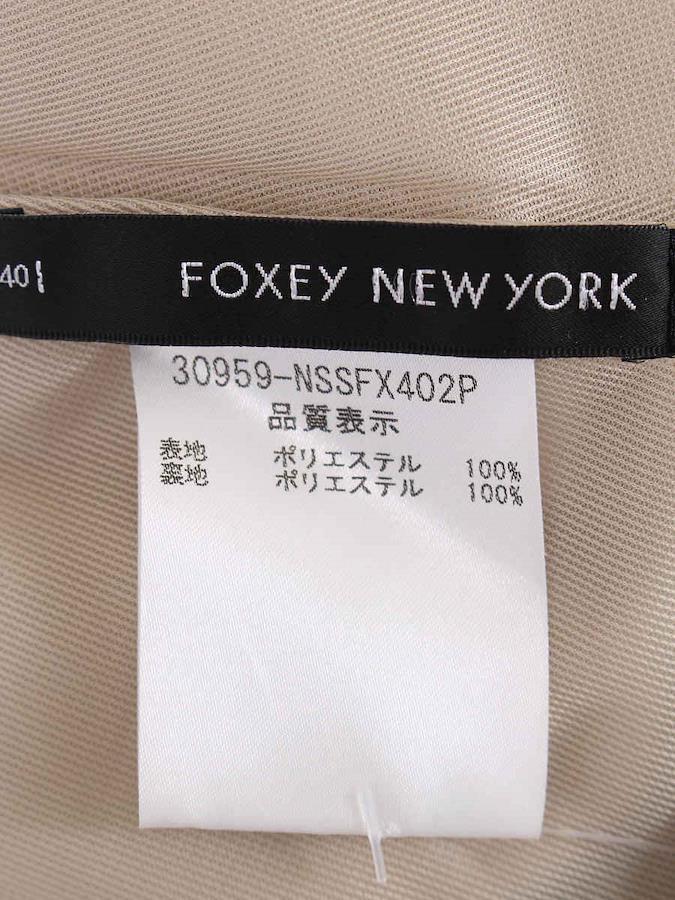 40
FOXEY NEW YORK
30959-NSSFX402P
品質表示
表地 ポリエステル 100%
裏地 ポリエステル 100%